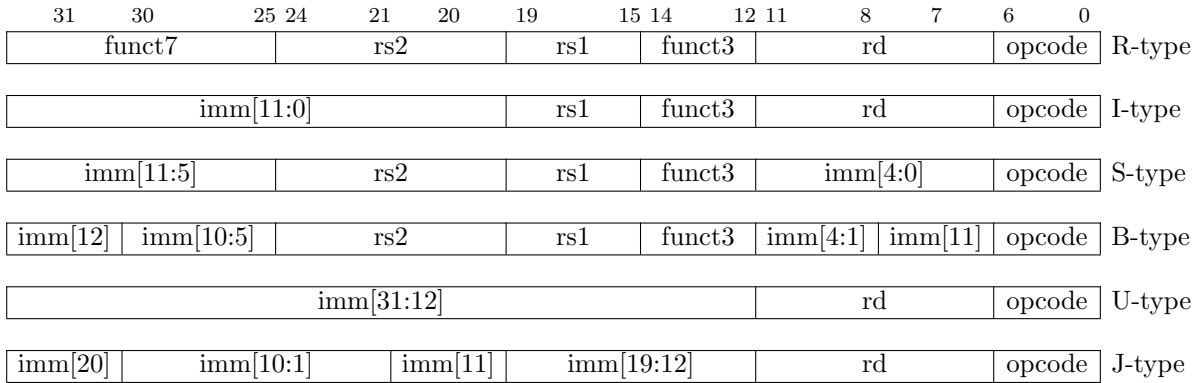 31 30 25 24 21 20 19 15 14 12 11 8 7 6 0
funct7 rs2 rs1 funct3 rd opcode R-type
imm[11:0] rs1 funct3 rd opcode I-type
imm[11:5] rs2 rs1 funct3 imm[4:0] opcode S-type
imm[12] imm[10:5] rs2 rs1 funct3 imm[4:1] imm[11] opcode B-type
imm[31:12] rd opcode U-type
imm[20] imm[10:1] imm[11] imm[19:12] rd opcode J-type